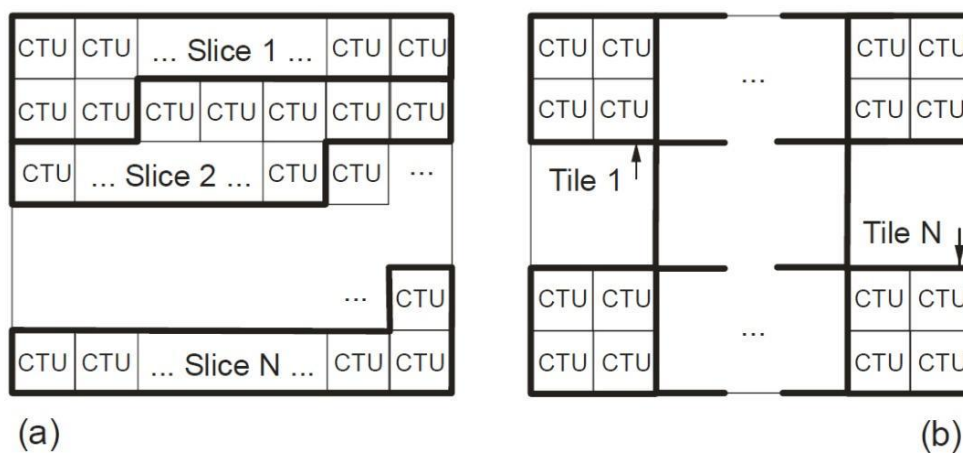 CTU CTU ... Slice 1 ... CTU CTU
CTU CTU CTU CTU CTU CTU CTU
CTU ... Slice 2 ... CTU CTU ...
... CTU
CTU CTU ... Slice N ... CTU CTU
(a)
CTU CTU ... CTU CTU
CTU CTU CTU CTU
Tile 1
Tile N
CTU CTU CTU CTU
CTU CTU ... CTU CTU
(b)